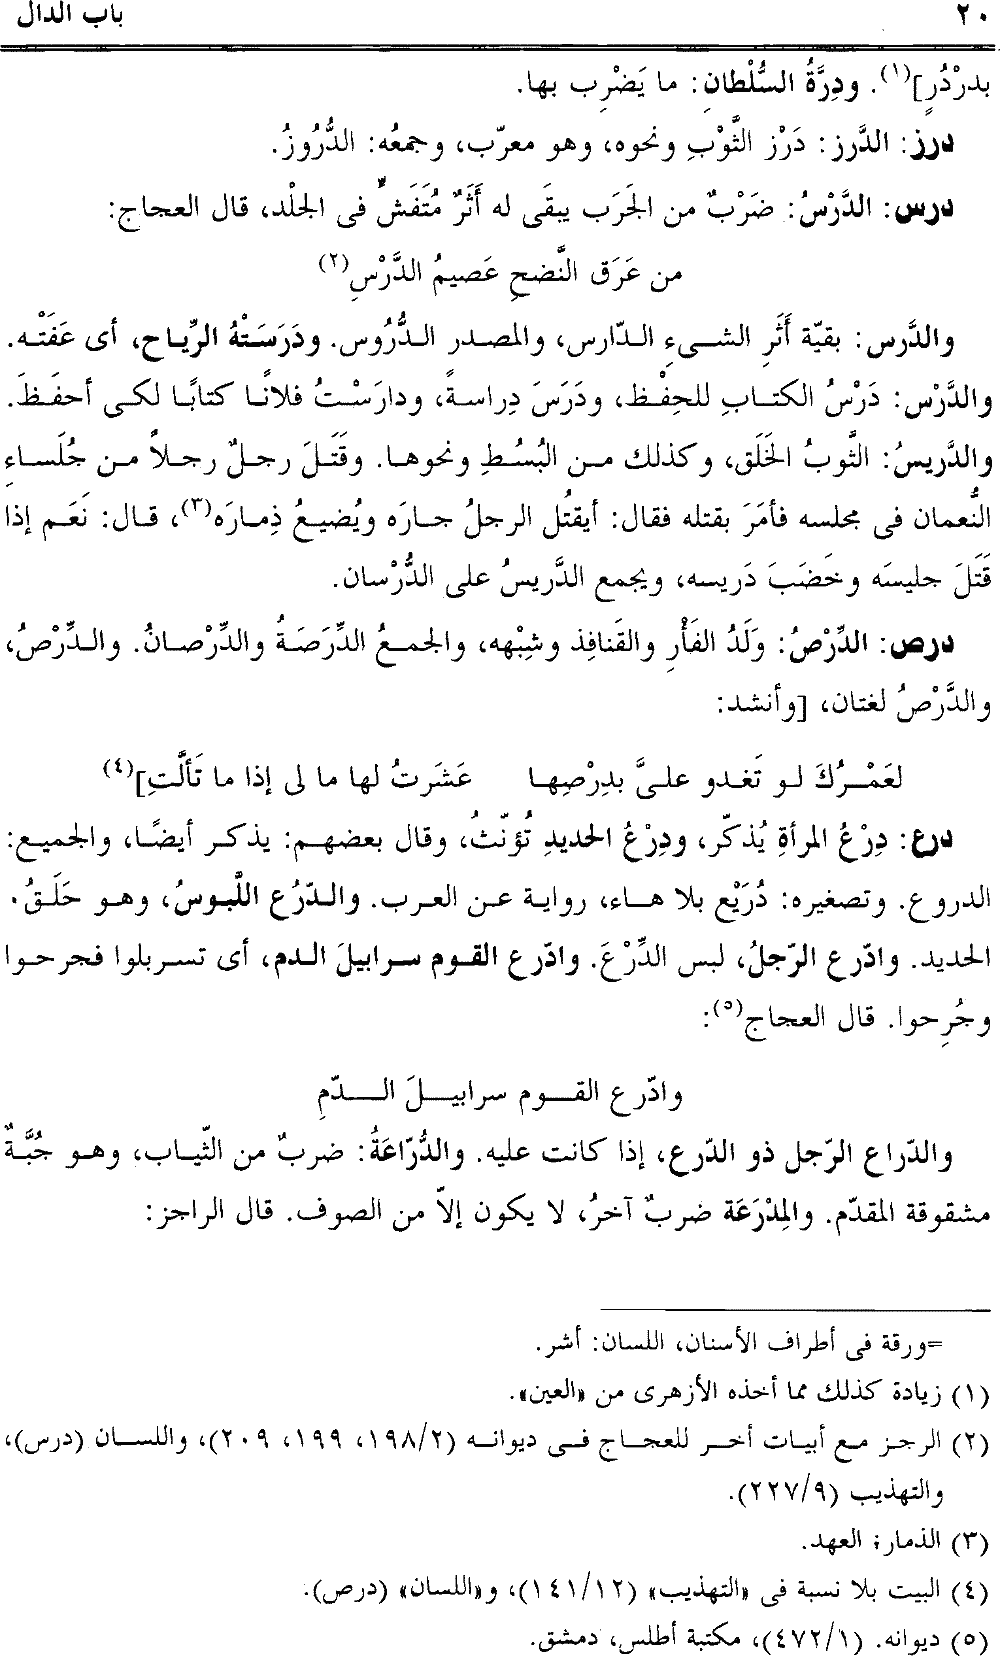 ٢٠
باب الدال
بدرْدُرٍ](١). ودِرَّةُ السُّلْطانِ: ما يَضْرِب بها.
درز: الدَّرز: دَرْز الثَّوْبِ ونحوه، وهو معرّب، وجمعُه: الدُّرُوزُ.
درس: الدَّرْسُ: ضَرْبٌ من الجَرَب يبقَى له أَثَرٌ مُتَفَشٌّ فى الجلْد، قال العجاج:
من عَرَق النَّضحِ عَصيمُ الدَّرْسِ(٢)
والدَّرس: بقيّة أَثَرِ الشىءِ الدّارس، والمصدر الدُّرُوس. ودَرَسَتْهُ الرِّياح، أى عَفَتْه.
والدَّرْس: دَرْسُ الكتابِ للحِفْظ، ودَرَسَ دِراسةً، ودارَسْتُ فلانًا كتابًا لكى أحفَظَ.
والدَّريسُ: الثَّوبُ الخَلَق، وكذلك من البُسُطِ ونحوها. وقَتَلَ رجلٌ رجلاً من جُلَساءِ
النُّعمان فى مجلسه فأمَرَ بقتله فقال: أيقتُل الرجلُ جارَه ويُضيعُ ذِمارَه(٣)، قال: نَعَم إذا
قَتَلَ جليسَه وخَضَبَ دَريسه، ويجمع الدَّريسُ على الدُّرْسان.
درص: الدِّرْصُ: وَلَدُ الفَأْرِ والقَنافِذ وشِبْهه، والجمعُ الدِّرَصَةُ والدِّرْصانُ. والدِّرْصُ،
والدَّرْصُ لغتان، [وأنشد:
لعَمْرُكَ لو تَغدو علىَّ بدِرْصِها عَشَرتُ لها ما لى إذا ما تَألَّتِ](٤)
درع: دِرْعُ المرأةِ يُذكّر، ودِرْعُ الحديدِ تُؤنّثُ، وقال بعضهم: يذكر أيضًا، والجميع:
الدروع. وتصغيره: دُرَيْع بلا هاء، رواية عن العرب. والدّرُع اللَّبوسُ، وهو حَلَقُ.
الحديد. وادّرع الرّجلُ، لبس الدِّرْعَ. وادّرع القوم سرابيلَ الدم، أى تسربلوا فجرحوا
وجُرِحوا. قال العجاج(٥):
وادّرع القوم سرابيلَ الدّمِ
والدّراع الرّجل ذو الدّرع، إذا كانت عليه. والدُّرّاعَةُ: ضربٌ من الثّياب، وهو جُبَّةٌ
مشقوقة المقدّم. والمِدْرَعَة ضربٌ آخرُ، لا يكون إلاّ من الصوف. قال الراجز:
=ورقة فى أطراف الأسنان، اللسان: أشر.
(١) زيادة كذلك مما أخذه الأزهرى من «العين».
(٢) الرجز مع أبيات أخر للعجاج فى ديوانه (١٩٨/٢، ١٩٩، ٢٠٩)، واللسان (درس)،
والتهذيب (٢٢٧/٩).
(٣) الذمار: العهد.
(٤) البيت بلا نسبة فى «التهذيب» (١٤١/١٢)، و«اللسان» (درص).
(٥) ديوانه. (٤٧٢/١)، مكتبة أطلس، دمشق.